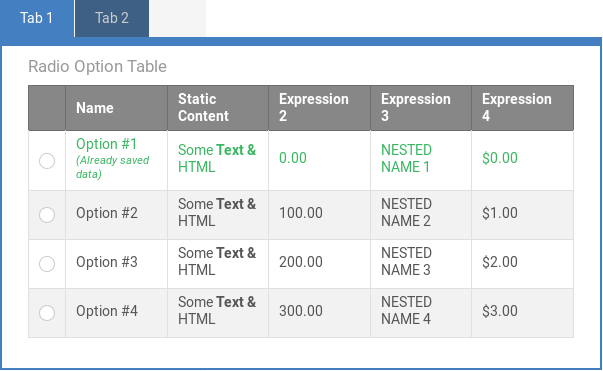 Tab 1 Tab 2
Radio Option Table
Name Static Content Expression 2 Expression 3 Expression 4
Option #1 (Already saved data) Some Text & HTML 0.00 NESTED NAME 1 $0.00
Option #2 Some Text & HTML 100.00 NESTED NAME 2 $1.00
Option #3 Some Text & HTML 200.00 NESTED NAME 3 $2.00
Option #4 Some Text & HTML 300.00 NESTED NAME 4 $3.00